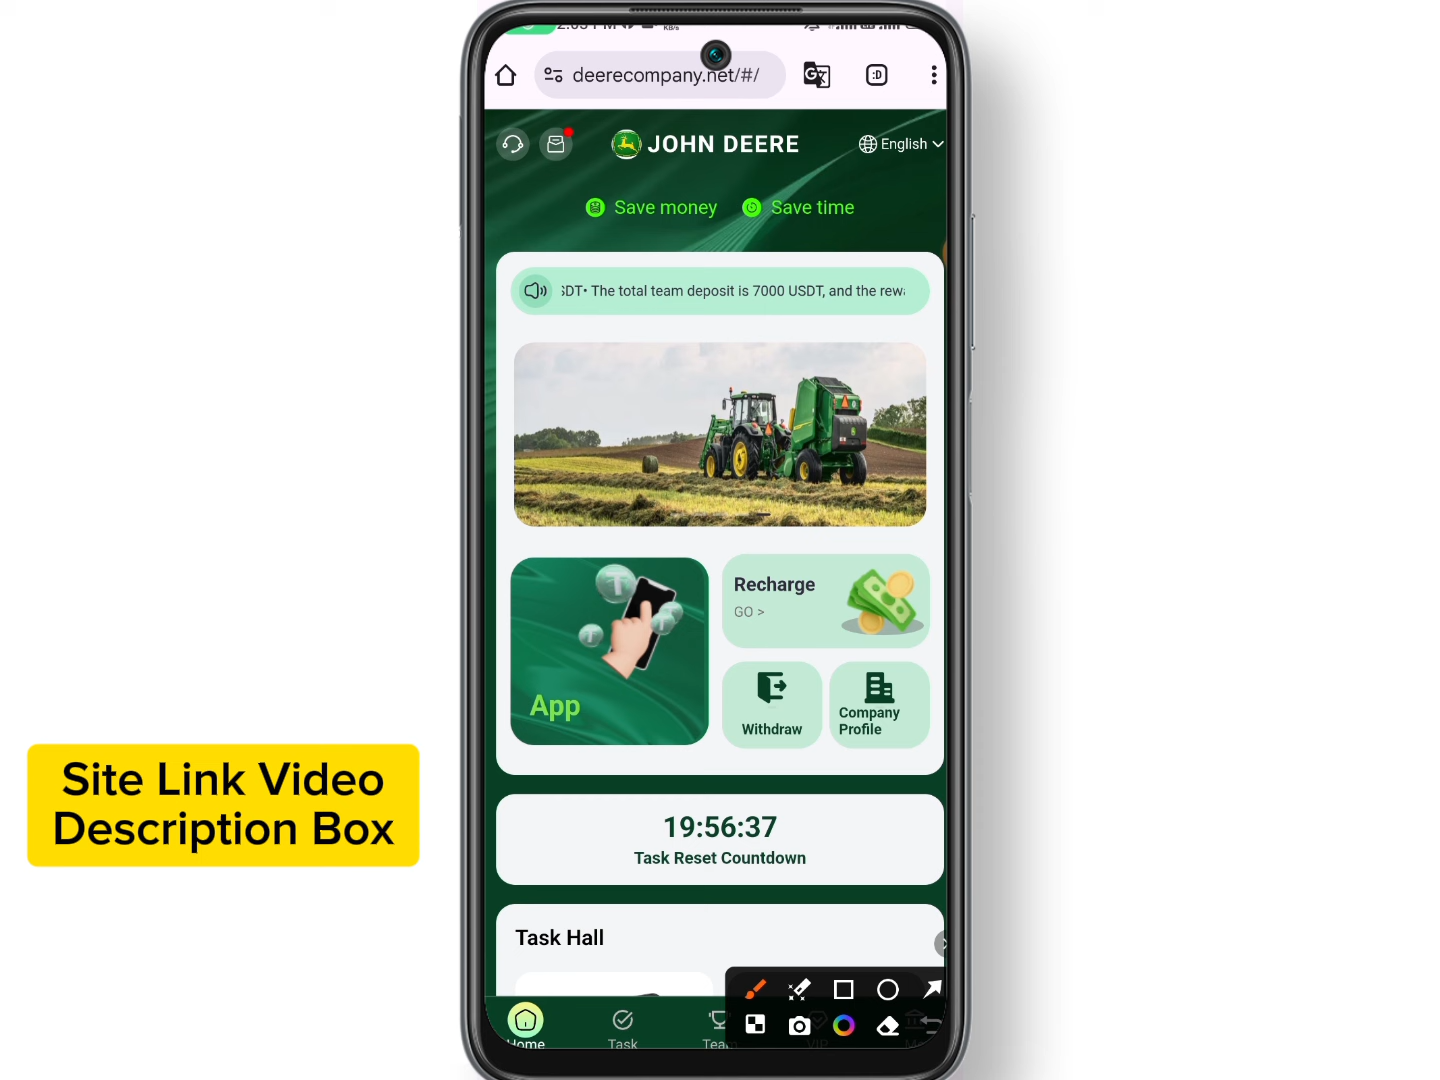 KB/s
deerecompany.net/#/
JOHN DEERE
English
Save money
Save time
The total team deposit is 7000 USDT, and the
App
Recharge
GO >
Withdraw
Company
Profile
Site Link Video
Description Box
19:56:37
Task Reset Countdown
Task Hall
Home
Task
Team
VIP